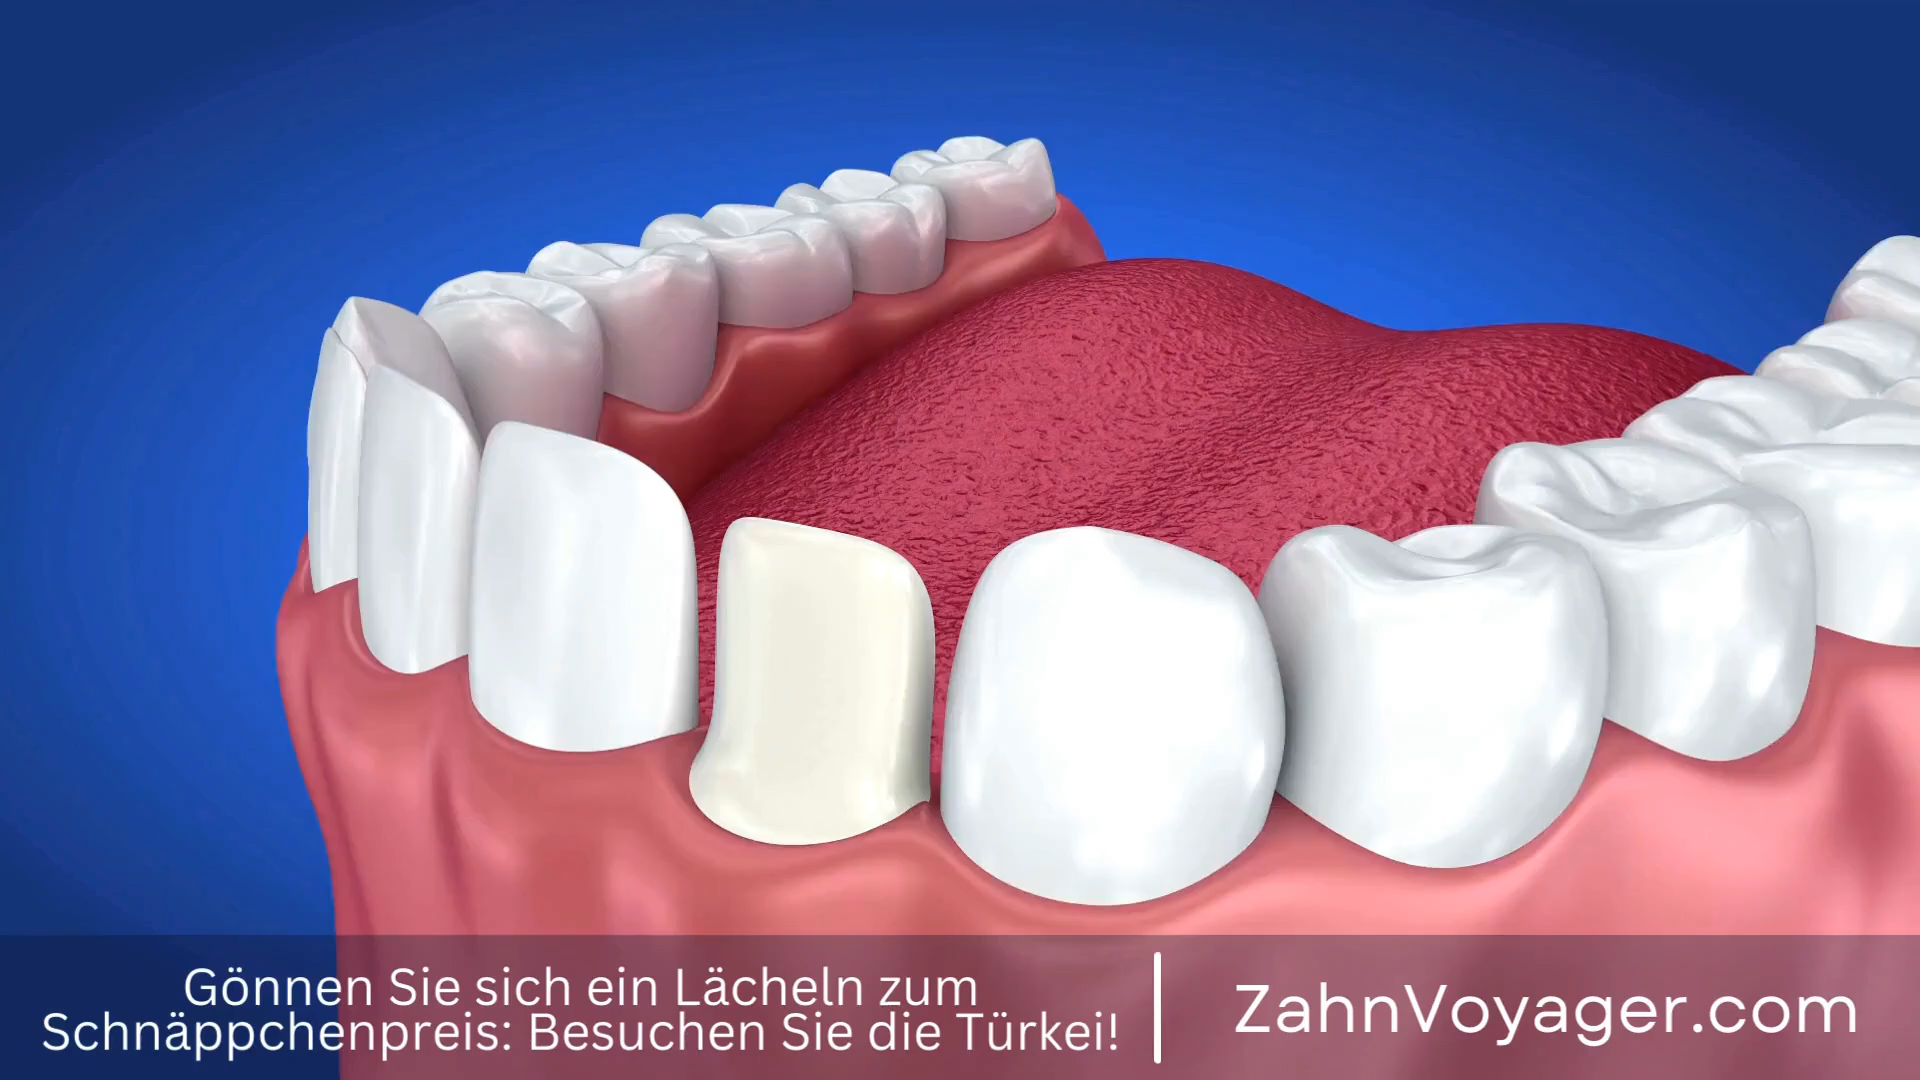 Gönnen Sie sich ein Lächeln zum
Schnäppchenpreis: Besuchen Sie die Türkei!
ZahnVoyager.com